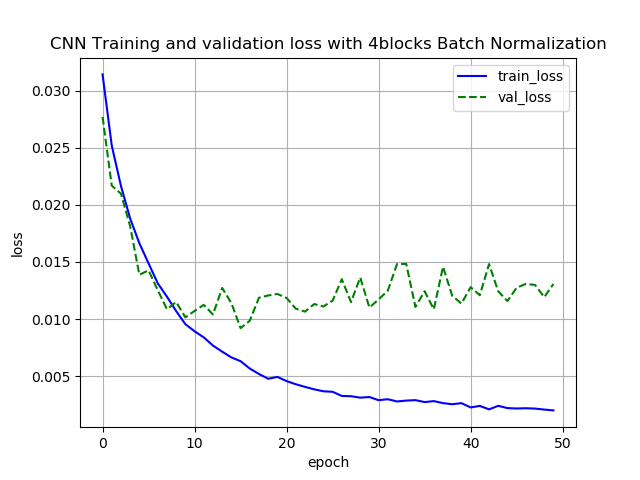 CNN Training and validation loss with 4blocks Batch Normalization
train_loss
val_loss
0.030
0.025
0.020
0.015
0.010
0.005
loss
0 10 20 30 40 50
epoch